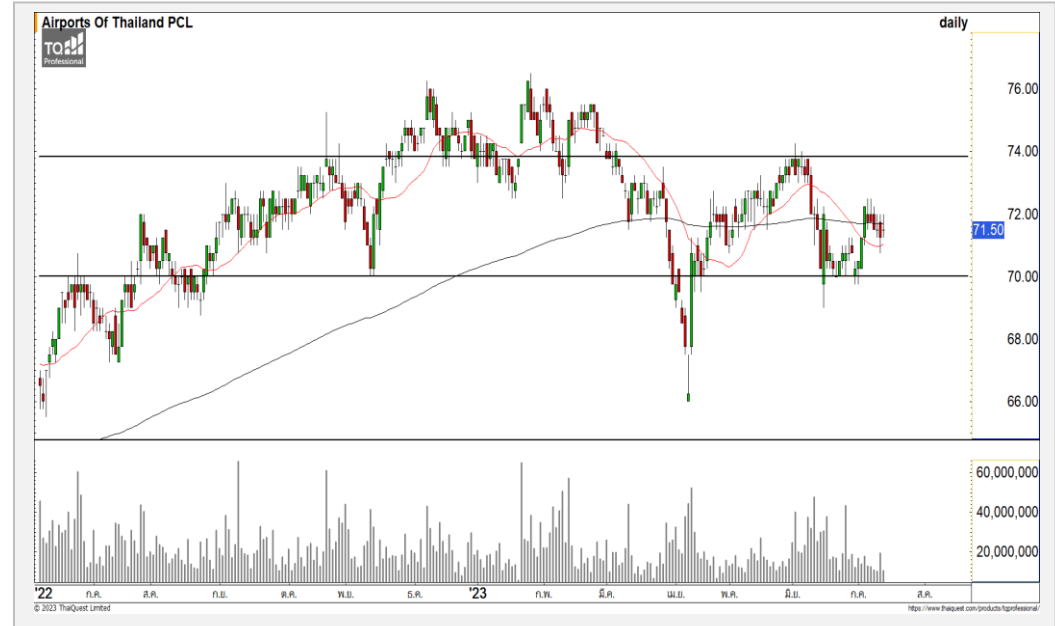 Airports Of Thailand PCL daily
TQ
Professional
76.00
74.00
72.00
71.50
70.00
68.00
66.00
60,000,000
40,000,000
20,000,000
'22 ก.ค. ส.ค. ก.ย. ต.ค. พ.ย. ธ.ค. '23 ก.พ. มี.ค. เม.ย. พ.ค. มิ.ย. ก.ค. ส.ค.
© 2023 ThaiQuest Limited https://www.thaiquest.com/products/tqprofessional/